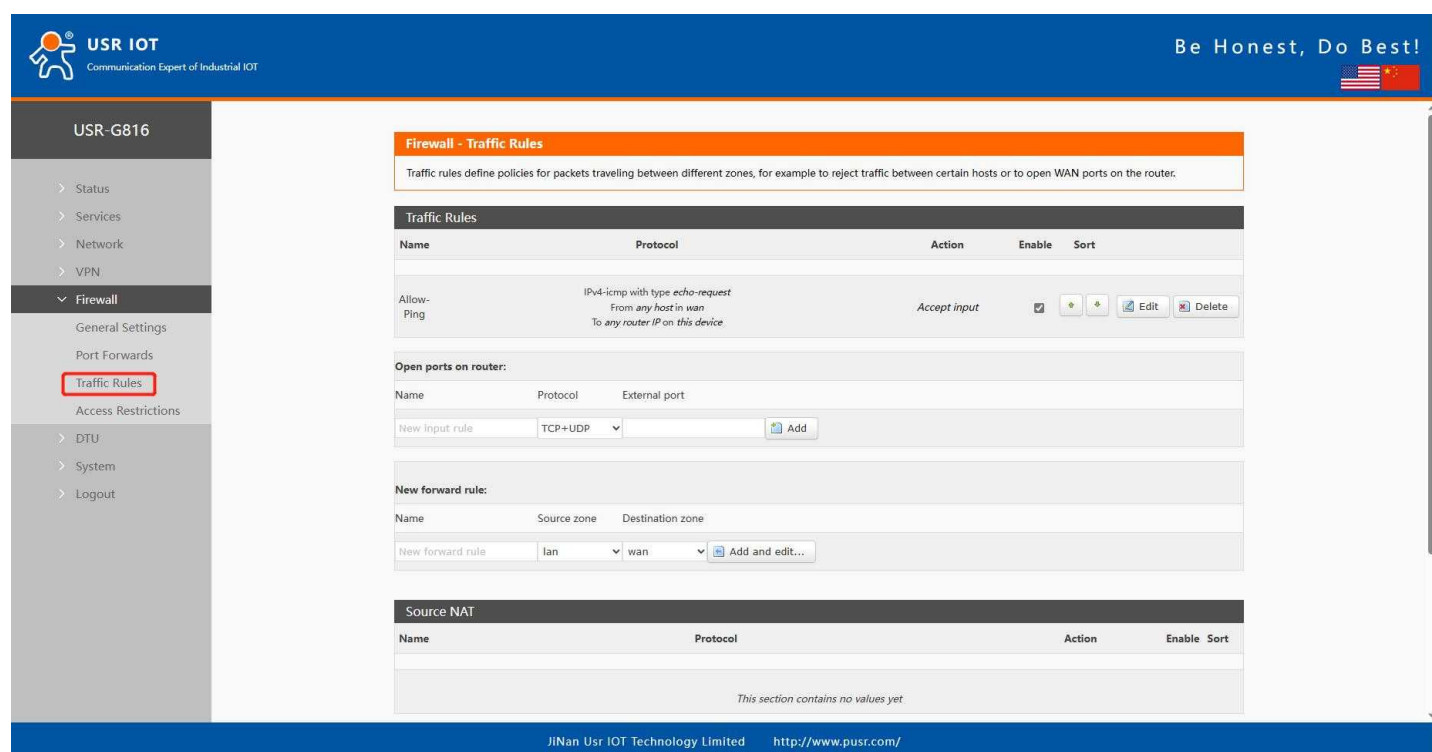 USR IOT
Communication Expert of Industrial IOT
Be Honest, Do Best!
USR-G816
Status
Services
Network
VPN
Firewall
General Settings
Port Forwards
Traffic Rules
Access Restrictions
DTU
System
Logout
Firewall - Traffic Rules
Traffic rules define policies for packets traveling between different zones, for example to reject traffic between certain hosts or to open WAN ports on the router.
Traffic Rules
Name Protocol Action Enable Sort
Allow-
Ping
IPv4-icmp with type echo-request
From any host in wan
To any router IP on this device
Accept input
Edit Delete
Open ports on router:
Name Protocol External port
New input rule TCP+UDP Add
New forward rule:
Name Source zone Destination zone
New forward rule lan wan Add and edit...
Source NAT
Name Protocol Action Enable Sort
This section contains no values yet
JiNan Usr IOT Technology Limited http://www.pusr.com/